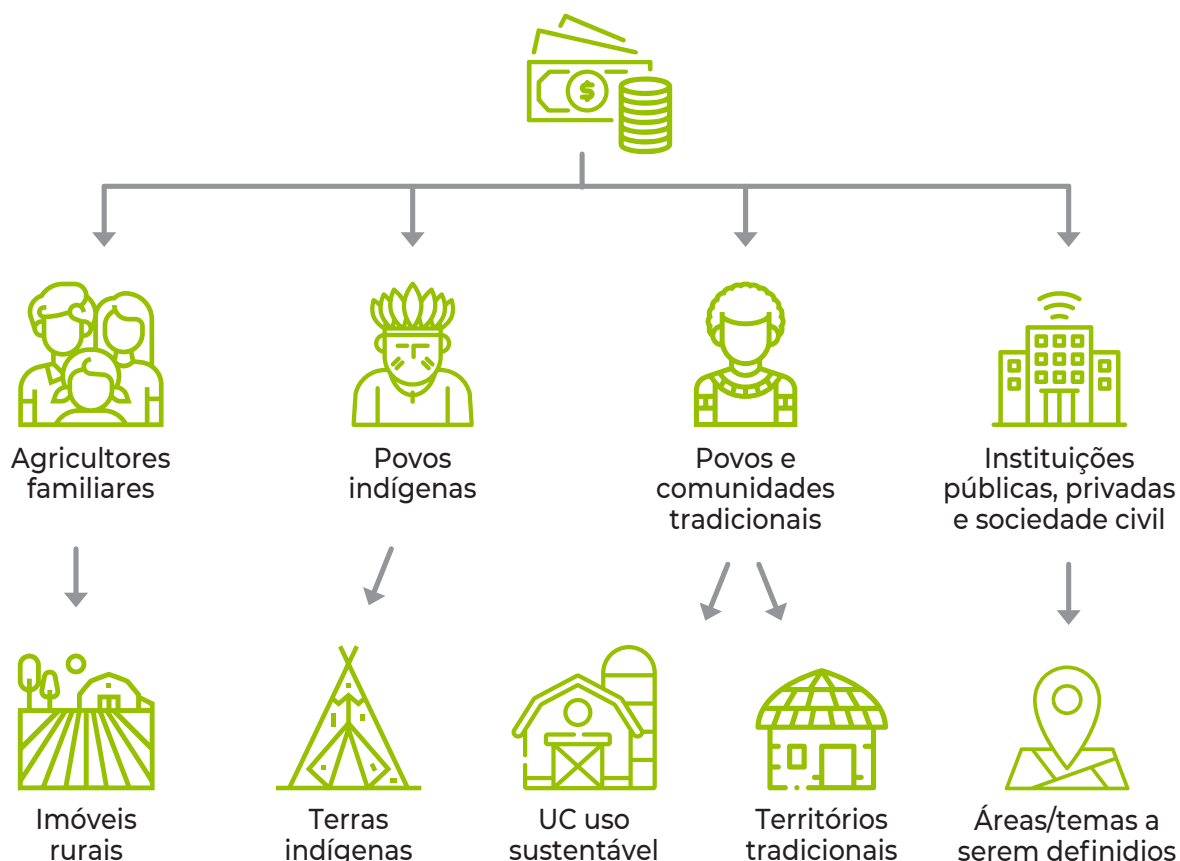 $
Agricultores
familiares
Povos
indígenas
Povos e
comunidades
tradicionais
Instituições
públicas, privadas
e sociedade civil
Imóveis
rurais
Terras
indígenas
UC uso
sustentável
Territórios
tradicionais
Áreas/temas a
serem definidios